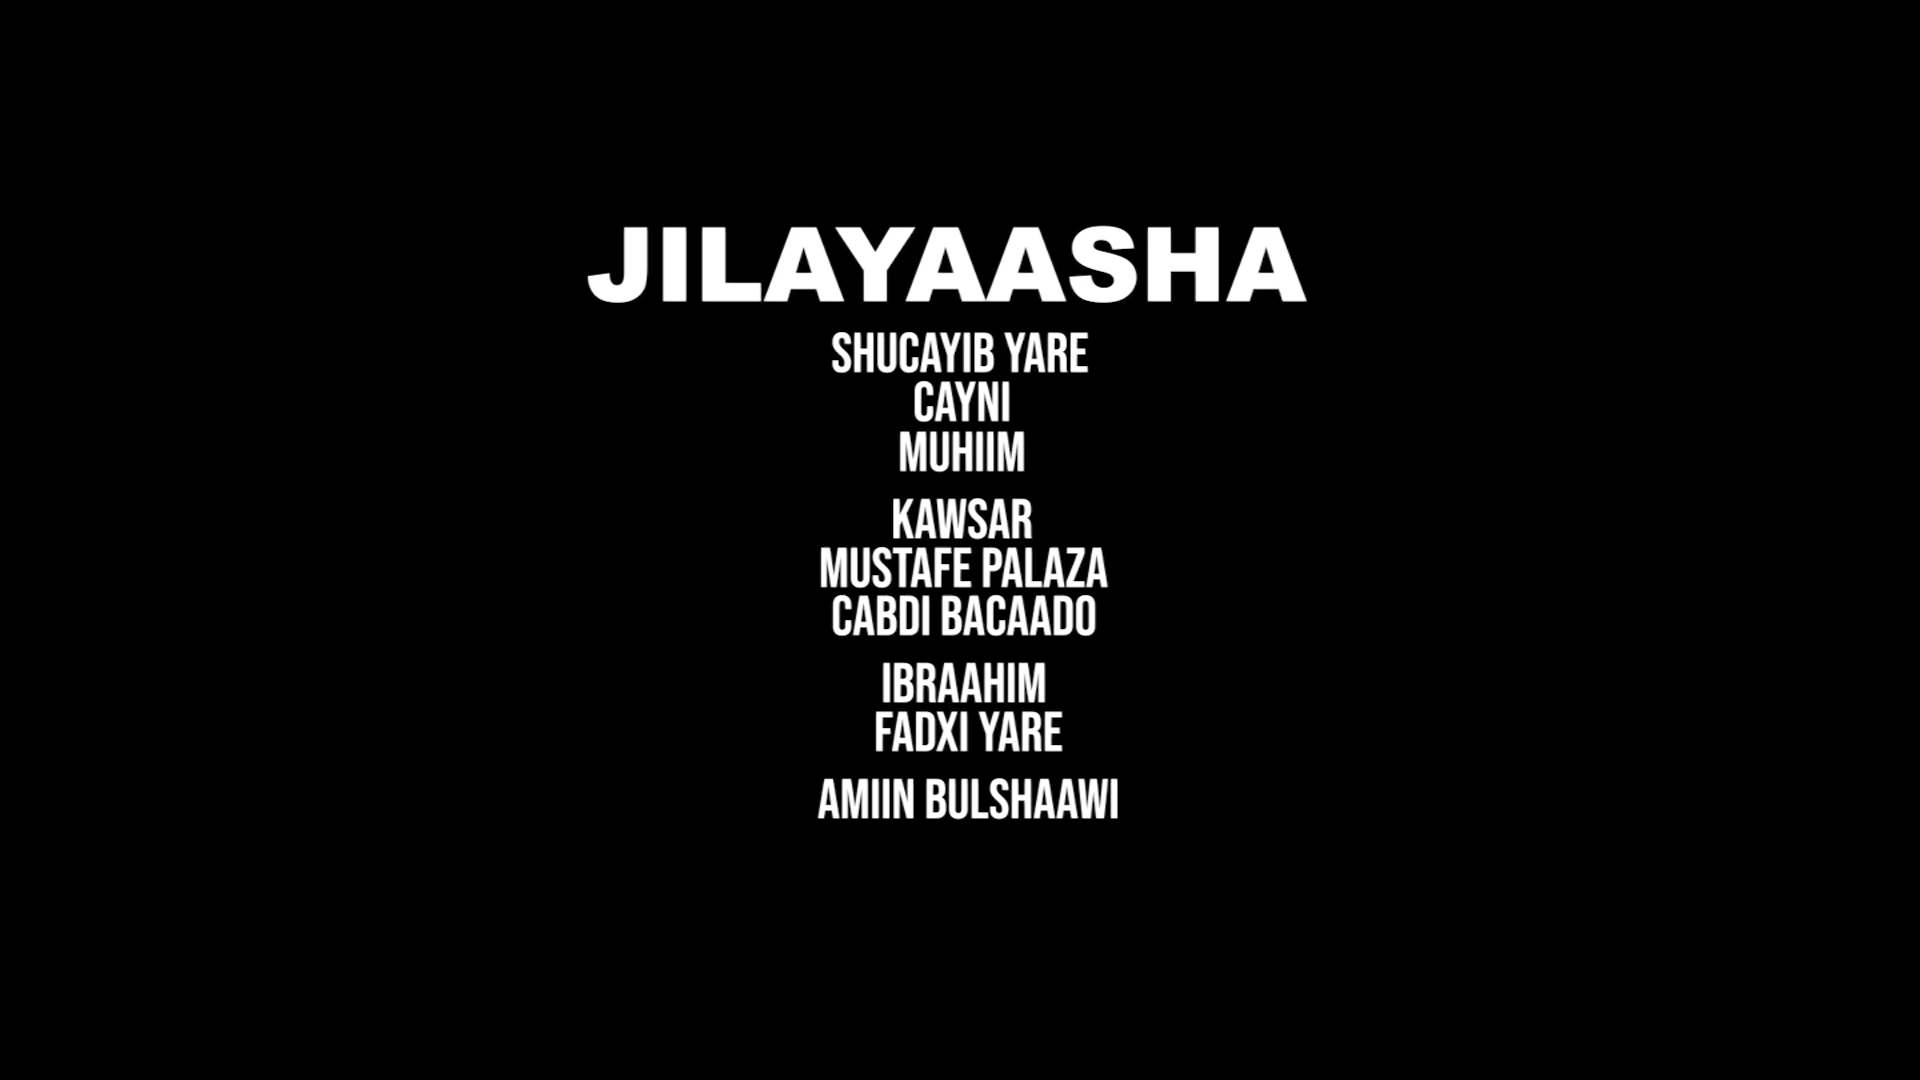 JILAYAASHA
SHUCAYIB YARE
CAYNI
MUHIIM
KAWSAR
MUSTAFE PALAZA
CABDI BACAADO
IBRAAHIM
FADXI YARE
AMIIN BULSHAAWI